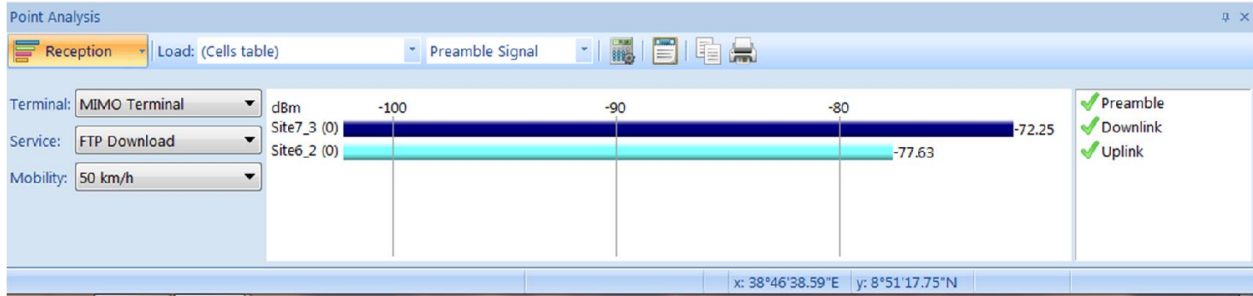 Point Analysis
Reception Load: (Cells table) Preamble Signal
Terminal: MIMO Terminal
Service: FTP Download
Mobility: 50 km/h
dBm -100 -90 -80
Site7_3 (0) -72.25
Site6_2 (0) -77.63
Preamble
Downlink
Uplink
x: 38°46'38.59"E y: 8°51'17.75"N